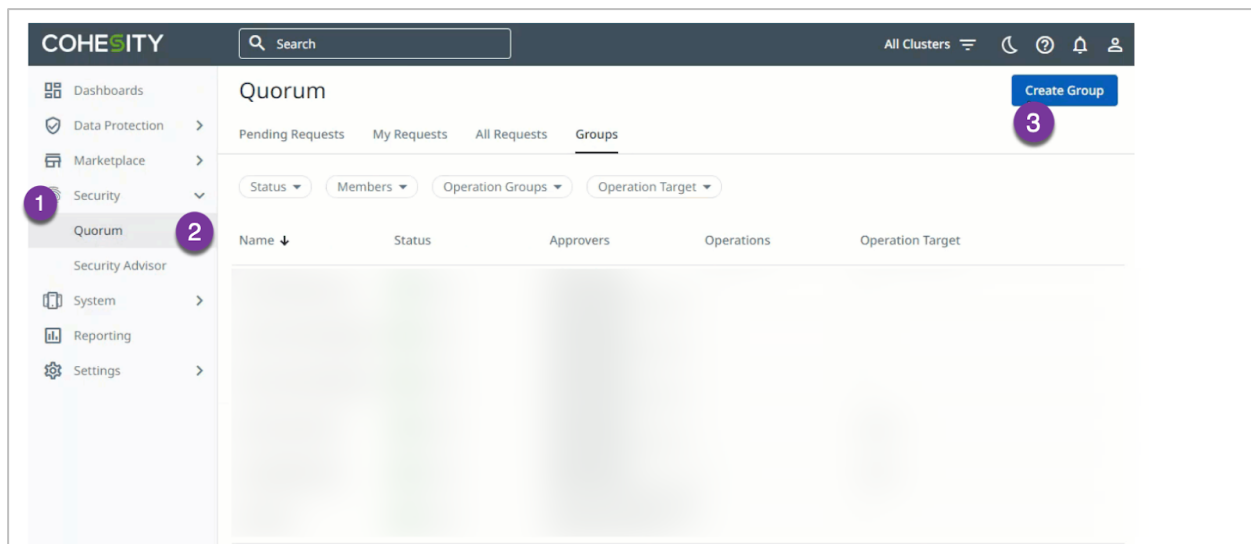 COHESITY
Search
All Clusters
Dashboards
Data Protection
Marketplace
1
Security
Quorum
2
Security Advisor
System
Reporting
Settings
Quorum
Create Group
3
Pending Requests My Requests All Requests Groups
Status Members Operation Groups Operation Target
Name Status Approvers Operations Operation Target